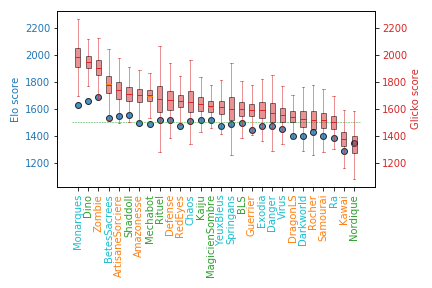 2200
2000
1800
1600
1400
1200
Elo score
2200
2000
1800
1600
1400
1200
Glicko score
Monarques
Dino
Zombie
BetesSacrees
ArtisaneSorciere
Shaddoll
Amazonesse
Mechabot
Rituel
Defense
RedEyes
Chaos
Kaiju
MagicienSombre
YeuxBleus
Springans
BLS
Guerrier
Exodia
Danger
Virus
DragonLS
Darkworld
Rocher
Samourai
Ra
Kawai
Nordique